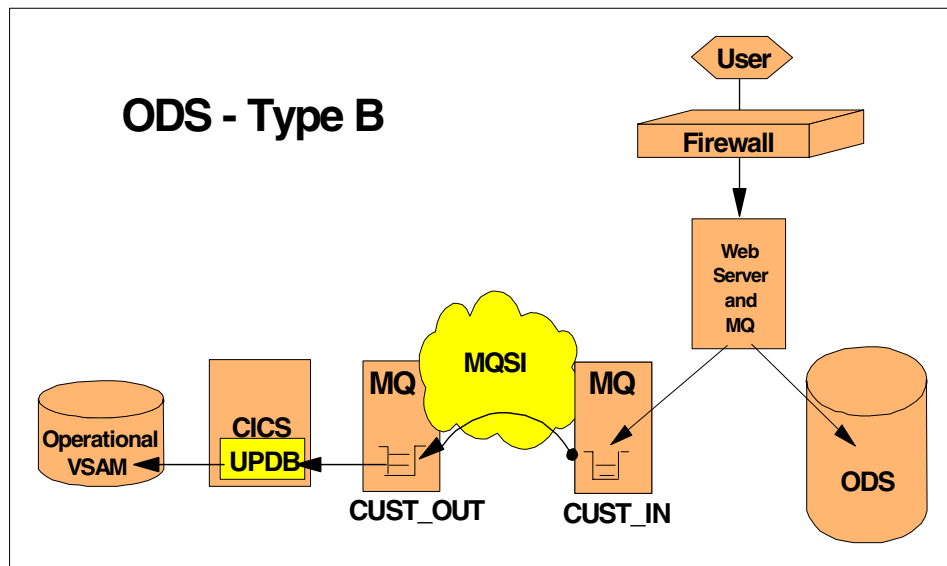 User
ODS - Type B
Firewall
Web
Server
and
MQ
MQSI
MQ
MQ
CICS
UPDB
Operational
VSAM
ODS
CUST_OUT
CUST_IN